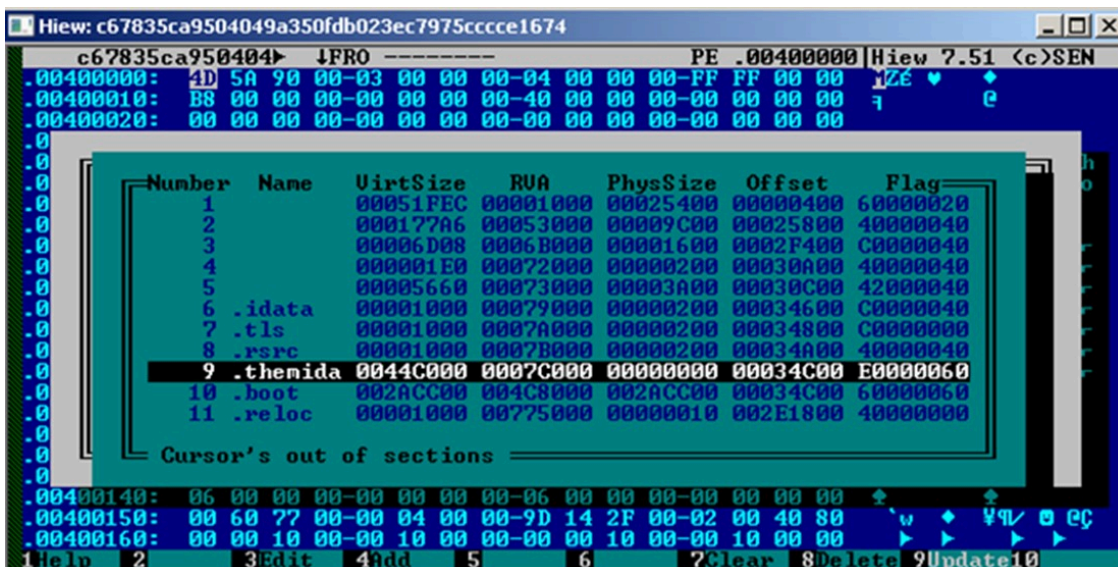 Hiew: c67835ca9504049a350fdb023ec7975cccce1674
c67835ca950404► ↓FRO -------- PE .00400000|Hiew 7.51 (c)SEN
.00400000: 4D 5A 90 00-03 00 00 00-04 00 00 00-FF FF 00 00 MZÉ ♥ ♦
.00400010: B8 00 00 00-00 00 00 00-40 00 00 00-00 00 00 00 ╕ @
.00400020: 00 00 00 00-00 00 00 00-00 00 00 00-00 00 00 00
Number Name VirtSize RVA PhysSize Offset Flag
1 00051FEC 00001000 00025400 00000400 60000020
2 000177A6 00053000 00009C00 00025800 40000040
3 00006D08 0006B000 00001600 0002F400 C0000040
4 000001E0 00072000 00000200 00030A00 40000040
5 00005660 00073000 00003A00 00030C00 42000040
6 .idata 00001000 00079000 00000200 00034600 C0000040
7 .tls 00001000 0007A000 00000200 00034800 C0000000
8 .rsrc 00001000 0007B000 00000200 00034A00 40000040
9 .themida 0044C000 0007C000 00000000 00034C00 E0000060
10 .boot 002ACC00 004C8000 002ACC00 00034C00 60000060
11 .reloc 00001000 00775000 00000010 002E1800 40000000
Cursor's out of sections
.00400140: 06 00 00 00-00 00 00 00-06 00 00 00-00 00 00 00 ♠ ♠
.00400150: 00 60 77 00-00 04 00 00-9D 14 2F 00-02 00 40 80 `w ♦ ¥¶/ ☻ @Ç
.00400160: 00 00 10 00-00 10 00 00-00 00 10 00-00 10 00 00 ► ► ► ►
1Help 2 3Edit 4Add 5 6 7Clear 8Delete 9Update10